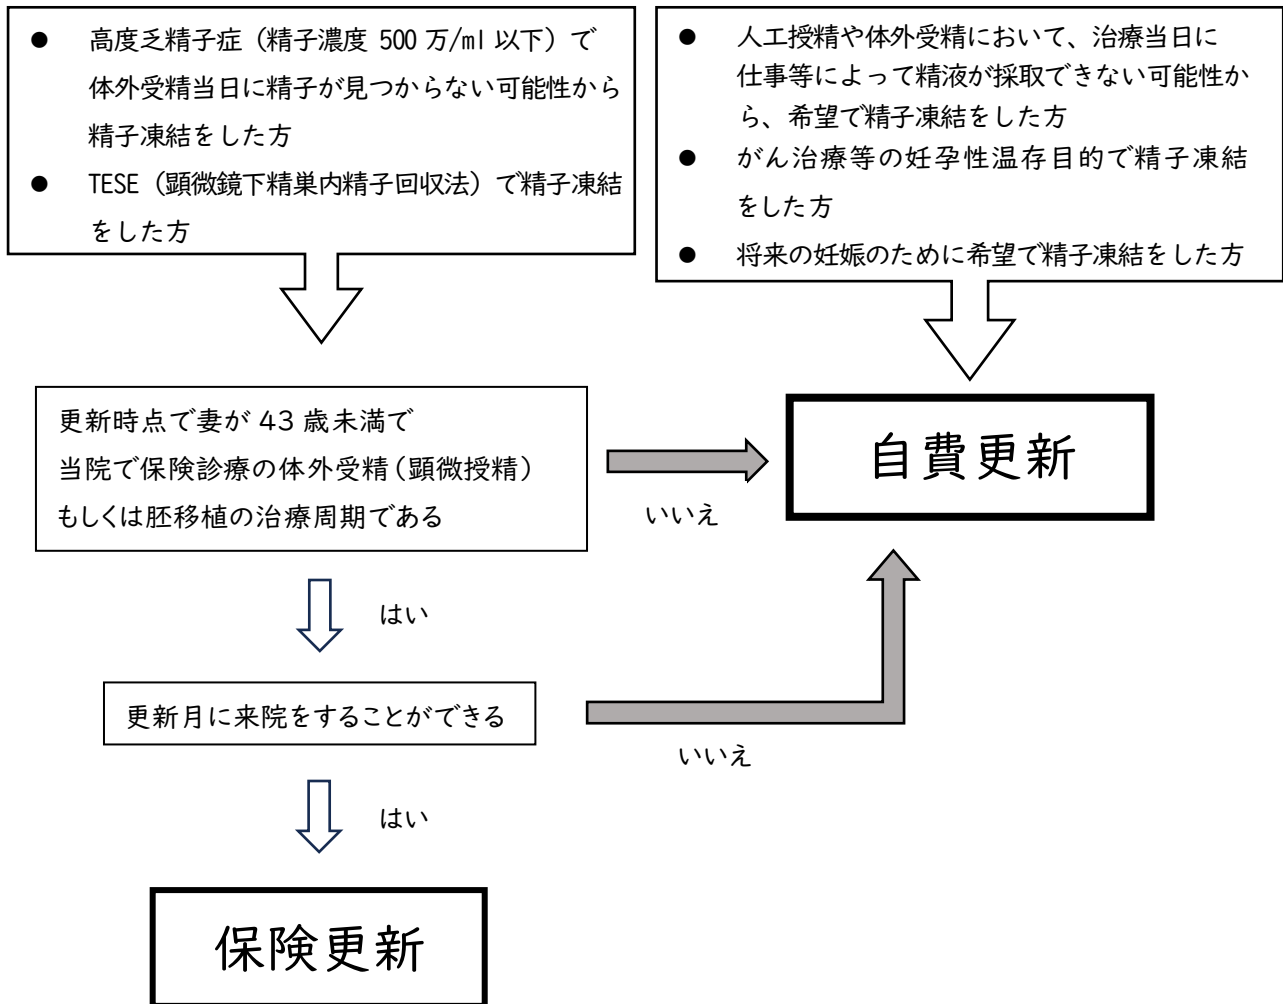 ● 高度乏精子症（精子濃度 500 万/ml 以下）で
体外受精当日に精子が見つからない可能性から
精子凍結をした方
● TESE（顕微鏡下精巣内精子回収法）で精子凍結
をした方
● 人工授精や体外受精において、治療当日に
仕事等によって精液が採取できない可能性か
ら、希望で精子凍結をした方
● がん治療等の妊孕性温存目的で精子凍結
をした方
● 将来の妊娠のために希望で精子凍結をした方
更新時点で妻が 43 歳未満で
当院で保険診療の体外受精（顕微授精）
もしくは胚移植の治療周期である
いいえ
自費更新
はい
更新月に来院をすることができる
いいえ
はい
保険更新